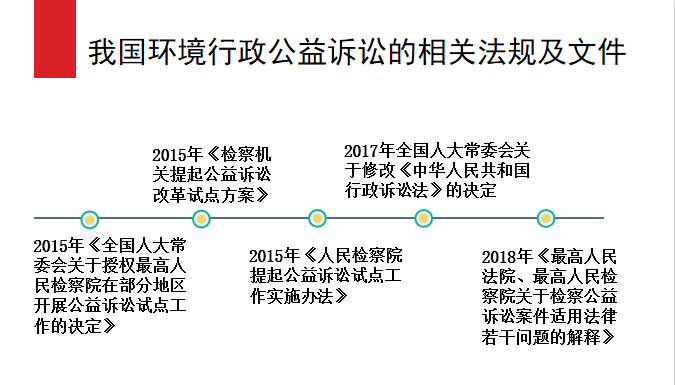 我国环境行政公益诉讼的相关法规及文件
2015年《检察机
关提起公益诉讼
改革试点方案》
2017年全国人大常委会关
于修改《中华人民共和国
行政诉讼法》的决定
2015年《全国人大常
委会关于授权最高人
民检察院在部分地区
开展公益诉讼试点工
作的决定》
2015年《人民检察院
提起公益诉讼试点工
作实施办法》
2018年《最高人民
法院、最高人民检
察院关于检察公益
诉讼案件适用法律
若干问题的解释》